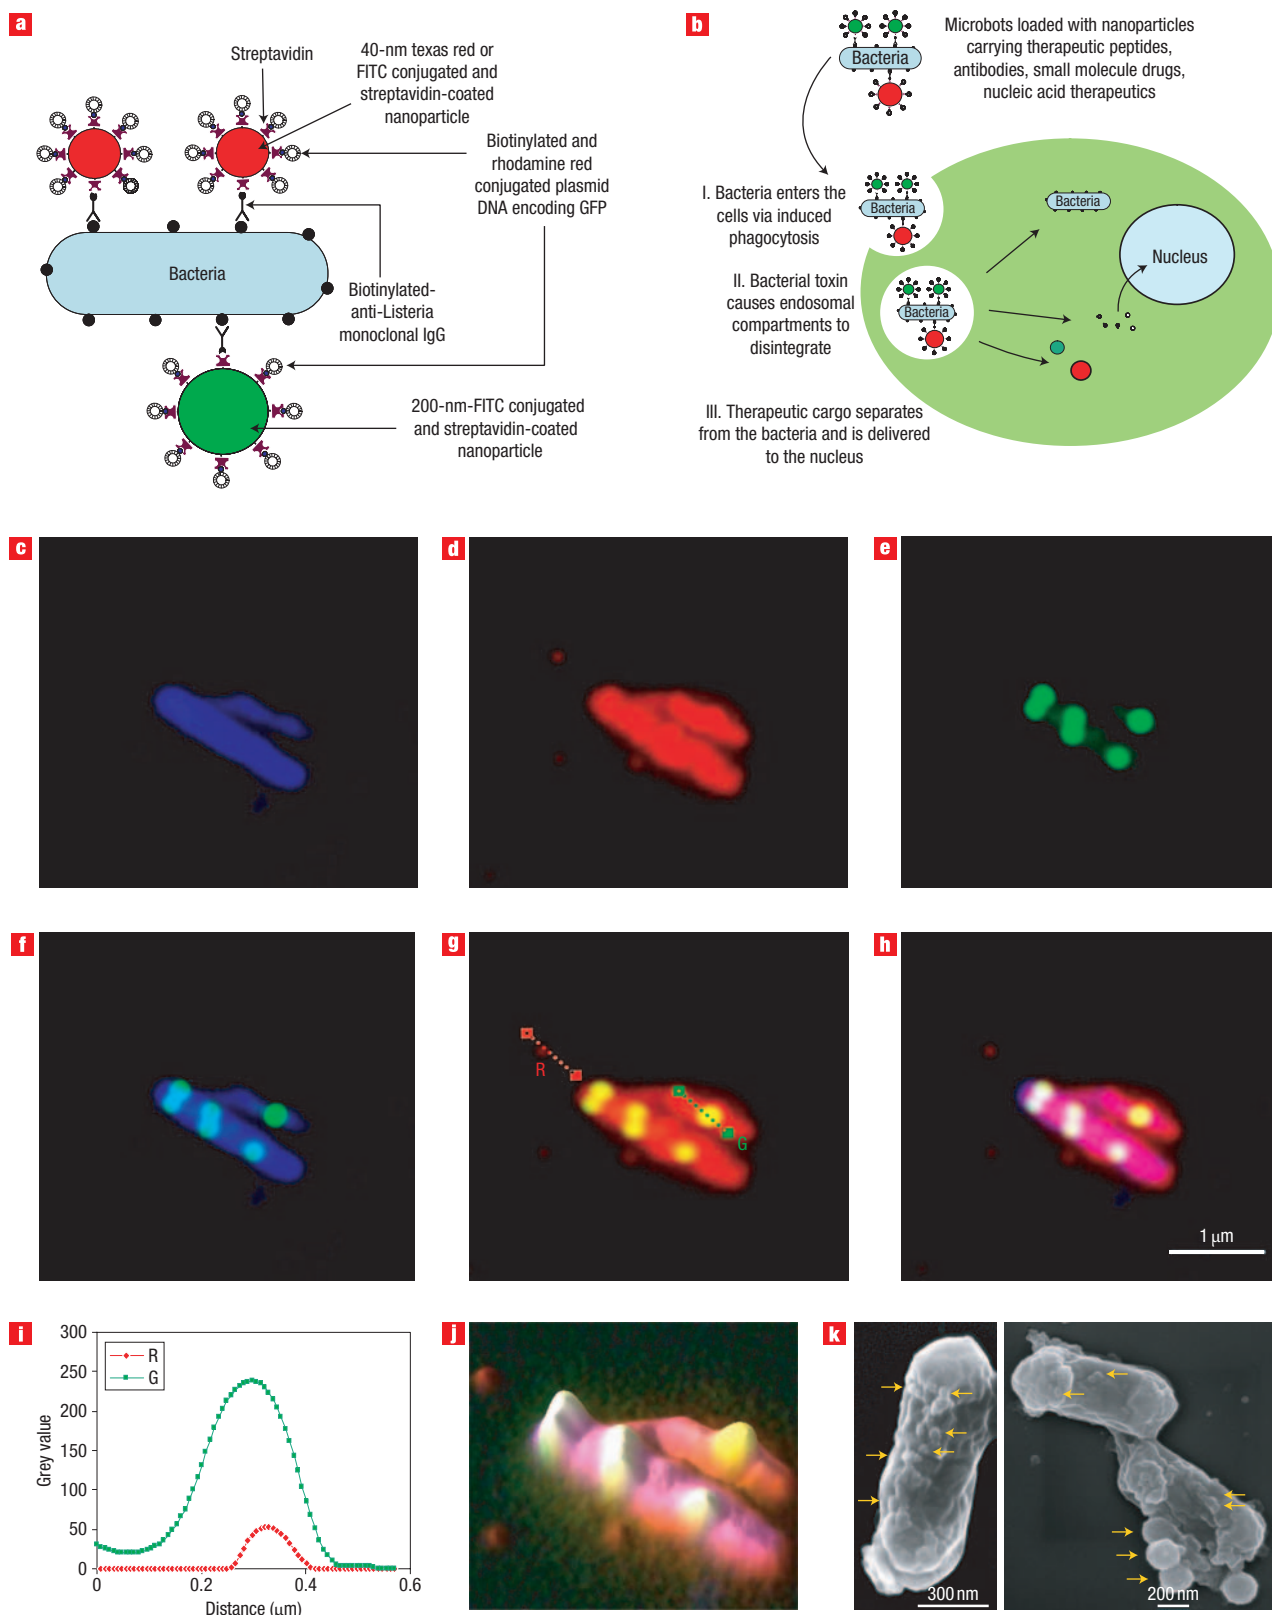 a
Streptavidin
40-nm texas red or
FITC conjugated and
streptavidin-coated
nanoparticle
Biotinylated and
rhodamine red
conjugated plasmid
DNA encoding GFP
Bacteria
Biotinylated-
anti-Listeria
monoclonal IgG
200-nm-FITC conjugated
and streptavidin-coated
nanoparticle
b
Bacteria
Microbots loaded with nanoparticles
carrying therapeutic peptides,
antibodies, small molecule drugs,
nucleic acid therapeutics
I. Bacteria enters the
cells via induced
phagocytosis
Bacteria
Bacteria
Nucleus
II. Bacterial toxin
causes endosomal
compartments to
disintegrate
Bacteria
III. Therapeutic cargo separates
from the bacteria and is delivered
to the nucleus
c
d
e
f
g
R
G
h
1 μm
i
300
250
200
150
100
50
0
Grey value
R
G
0
0.2
0.4
0.6
Distance (μm)
j
k
300 nm
200 nm